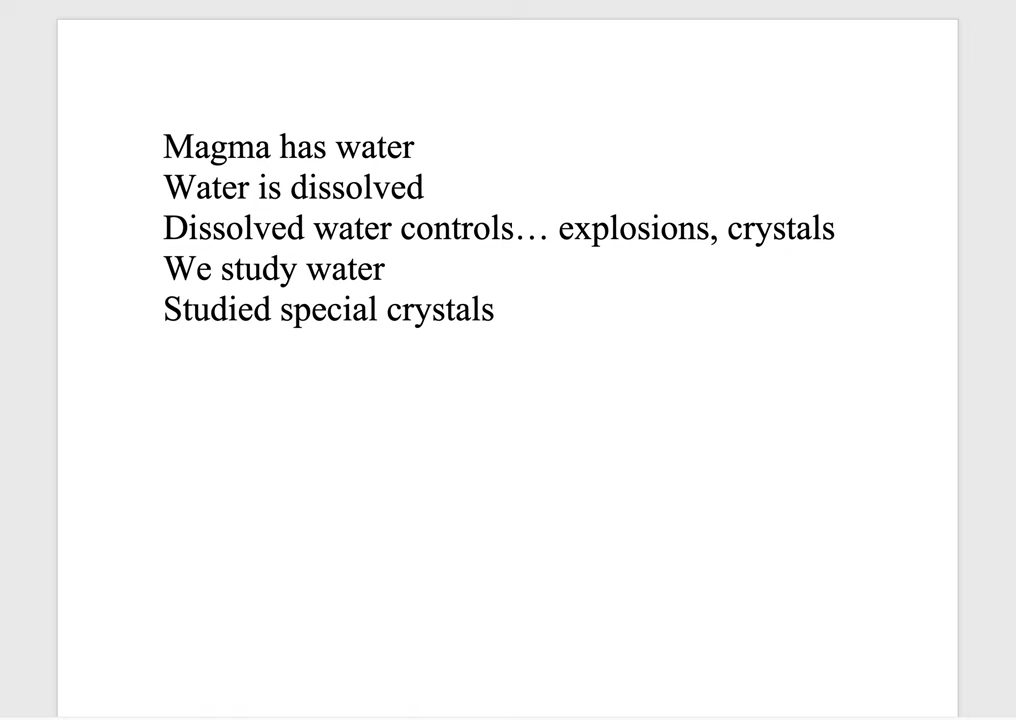 Magma has water
Water is dissolved
Dissolved water controls… explosions, crystals
We study water
Studied special crystals